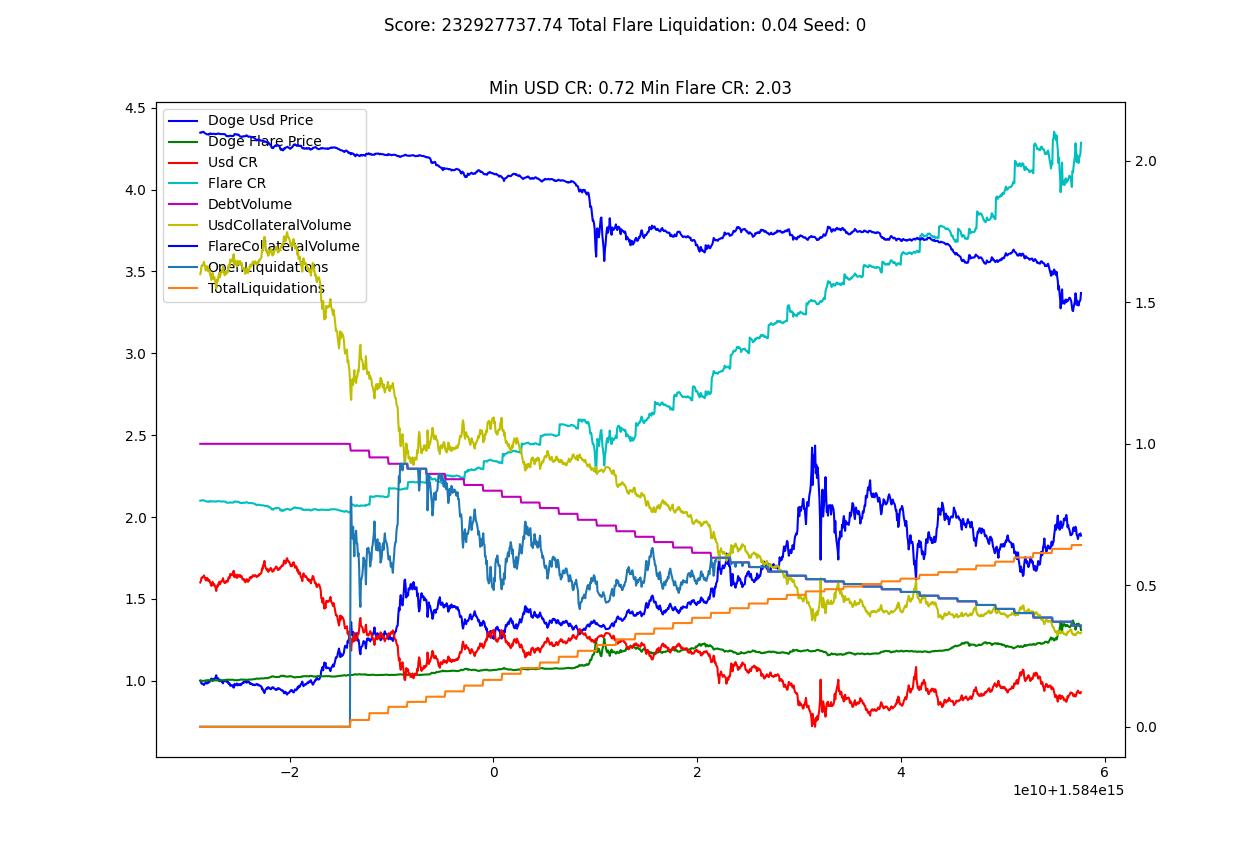 Score: 232927737.74 Total Flare Liquidation: 0.04 Seed: 0
Min USD CR: 0.72 Min Flare CR: 2.03
Doge Usd Price
Doge Flare Price
Usd CR
Flare CR
DebtVolume
UsdCollateralVolume
FlareCollateralVolume
OpenLiquidations
TotalLiquidations
4.5
4.0
3.5
3.0
2.5
2.0
1.5
1.0
2.0
1.5
1.0
0.5
0.0
−2
0
2
4
6
1e10+1.584e15